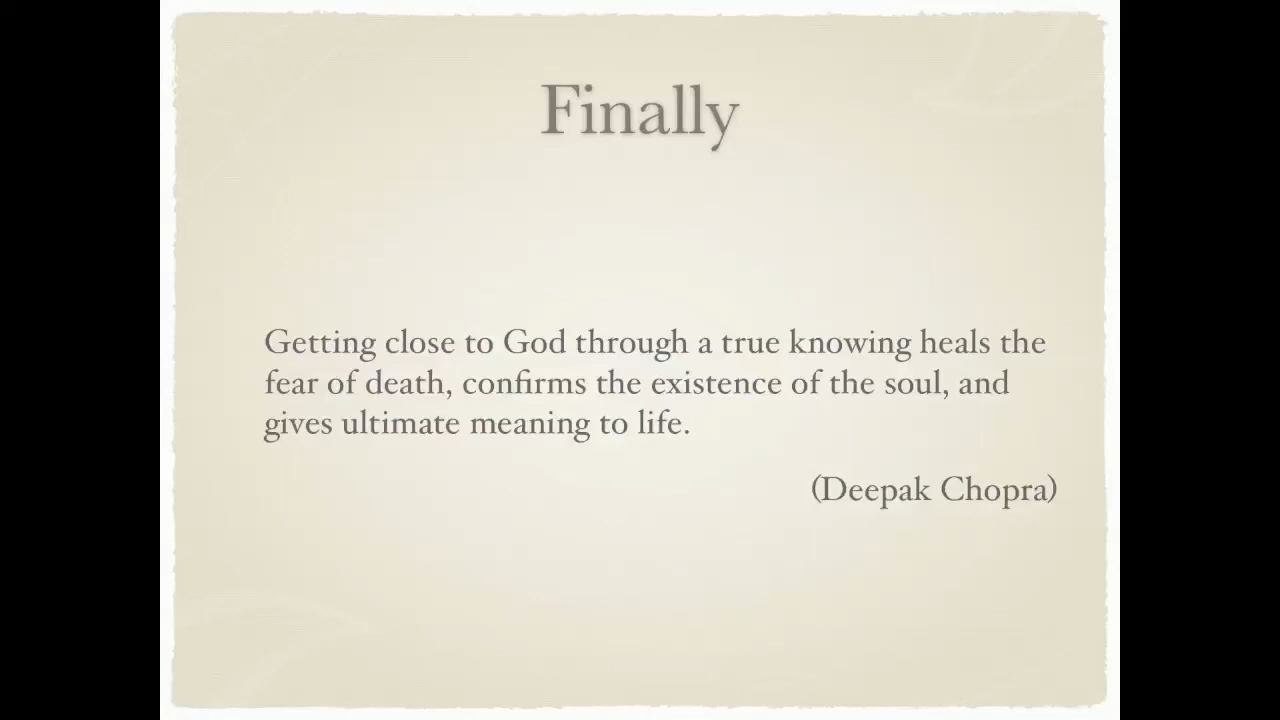 Finally
Getting close to God through a true knowing heals the
fear of death, confirms the existence of the soul, and
gives ultimate meaning to life.
(Deepak Chopra)